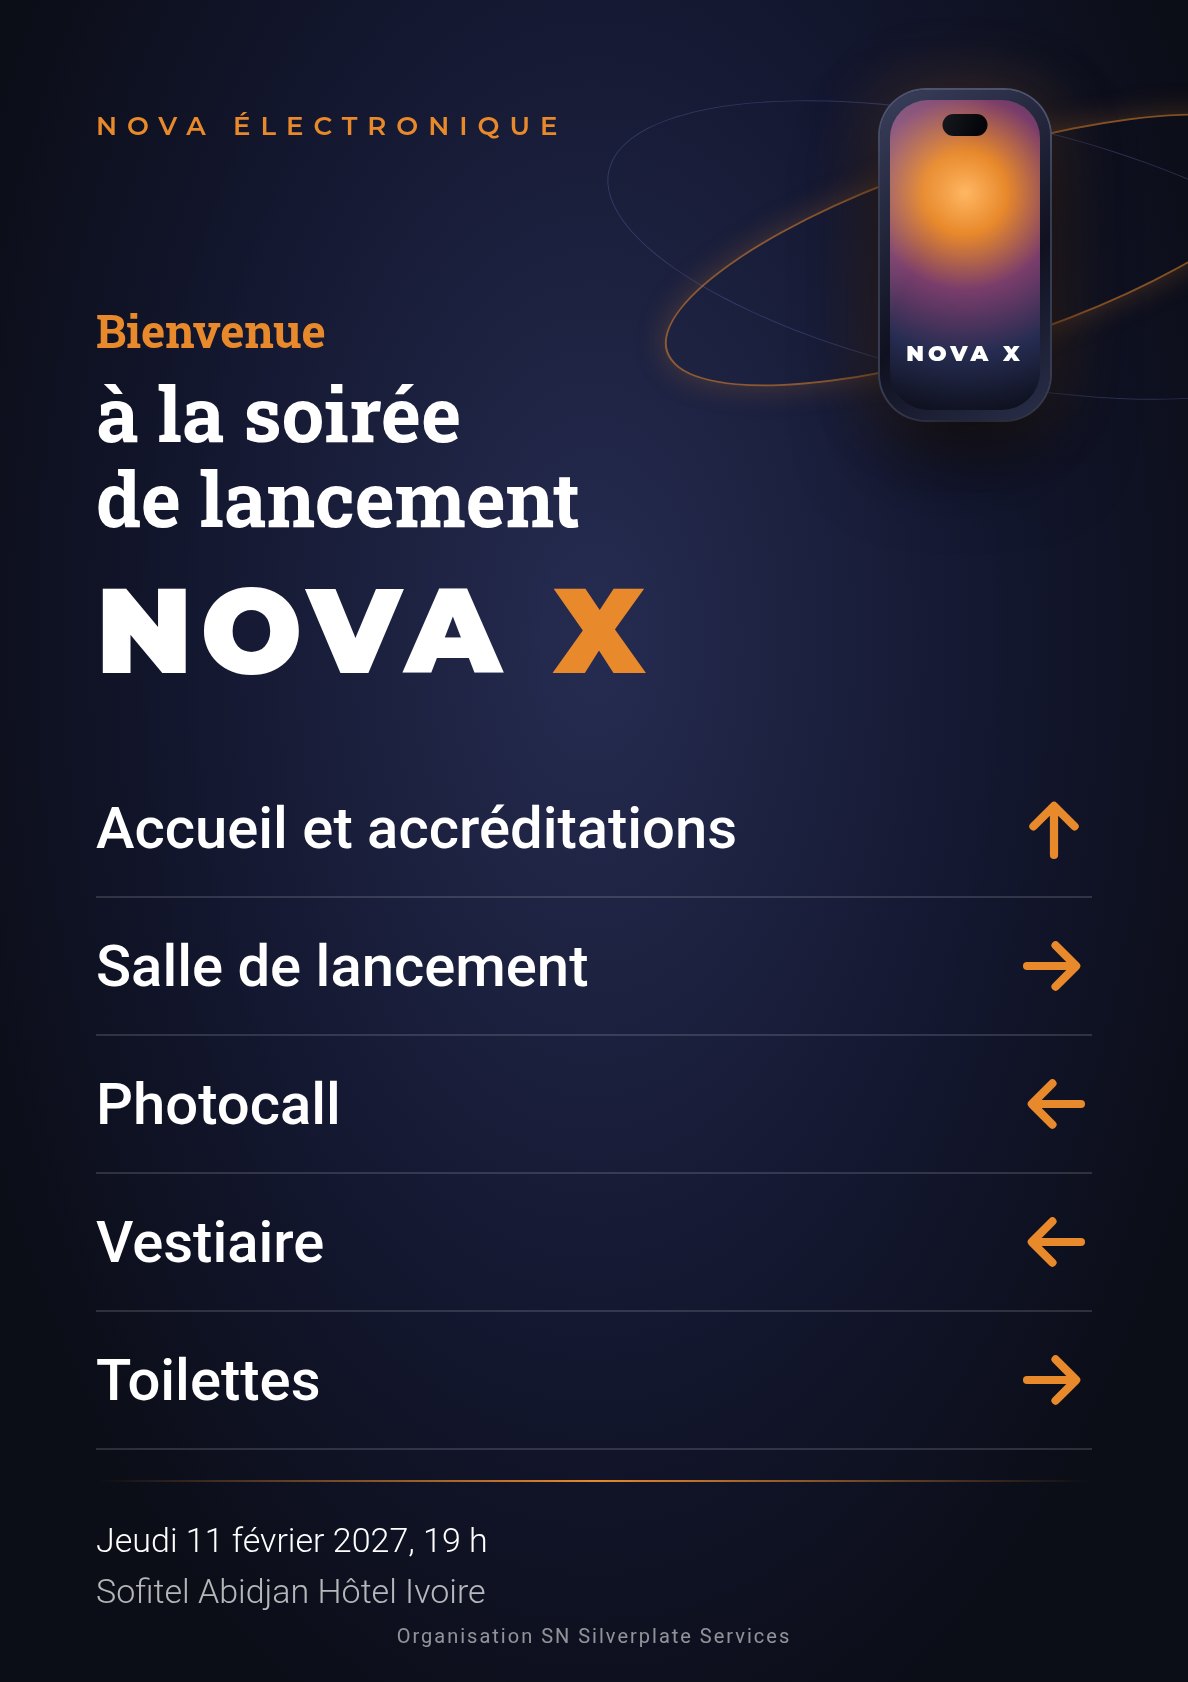 NOVA ÉLECTRONIQUE
NOVA X
Bienvenue
à la soirée
de lancement
NOVA X
Accueil et accréditations ↑
Salle de lancement →
Photocall ←
Vestiaire ←
Toilettes →
Jeudi 11 février 2027, 19 h
Sofitel Abidjan Hôtel Ivoire
Organisation SN Silverplate Services